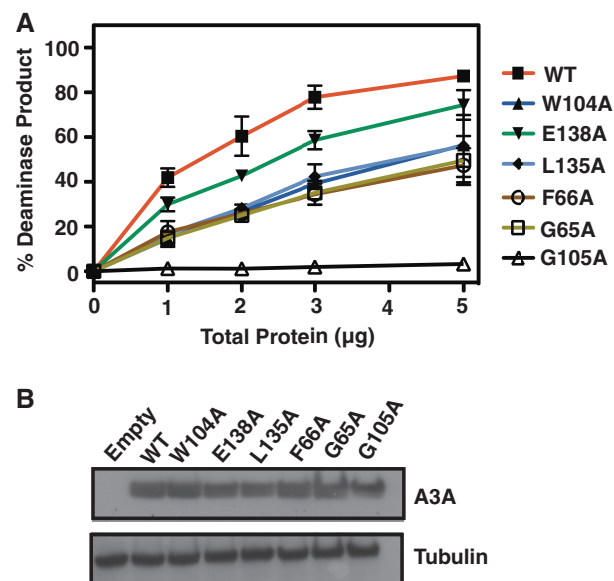 A
% Deaminase Product
100
80
60
40
20
0
0 1 2 3 4 5
Total Protein (µg)
WT
W104A
E138A
L135A
F66A
G65A
G105A
B
Empty
WT
W104A
E138A
L135A
F66A
G65A
G105A
A3A
Tubulin